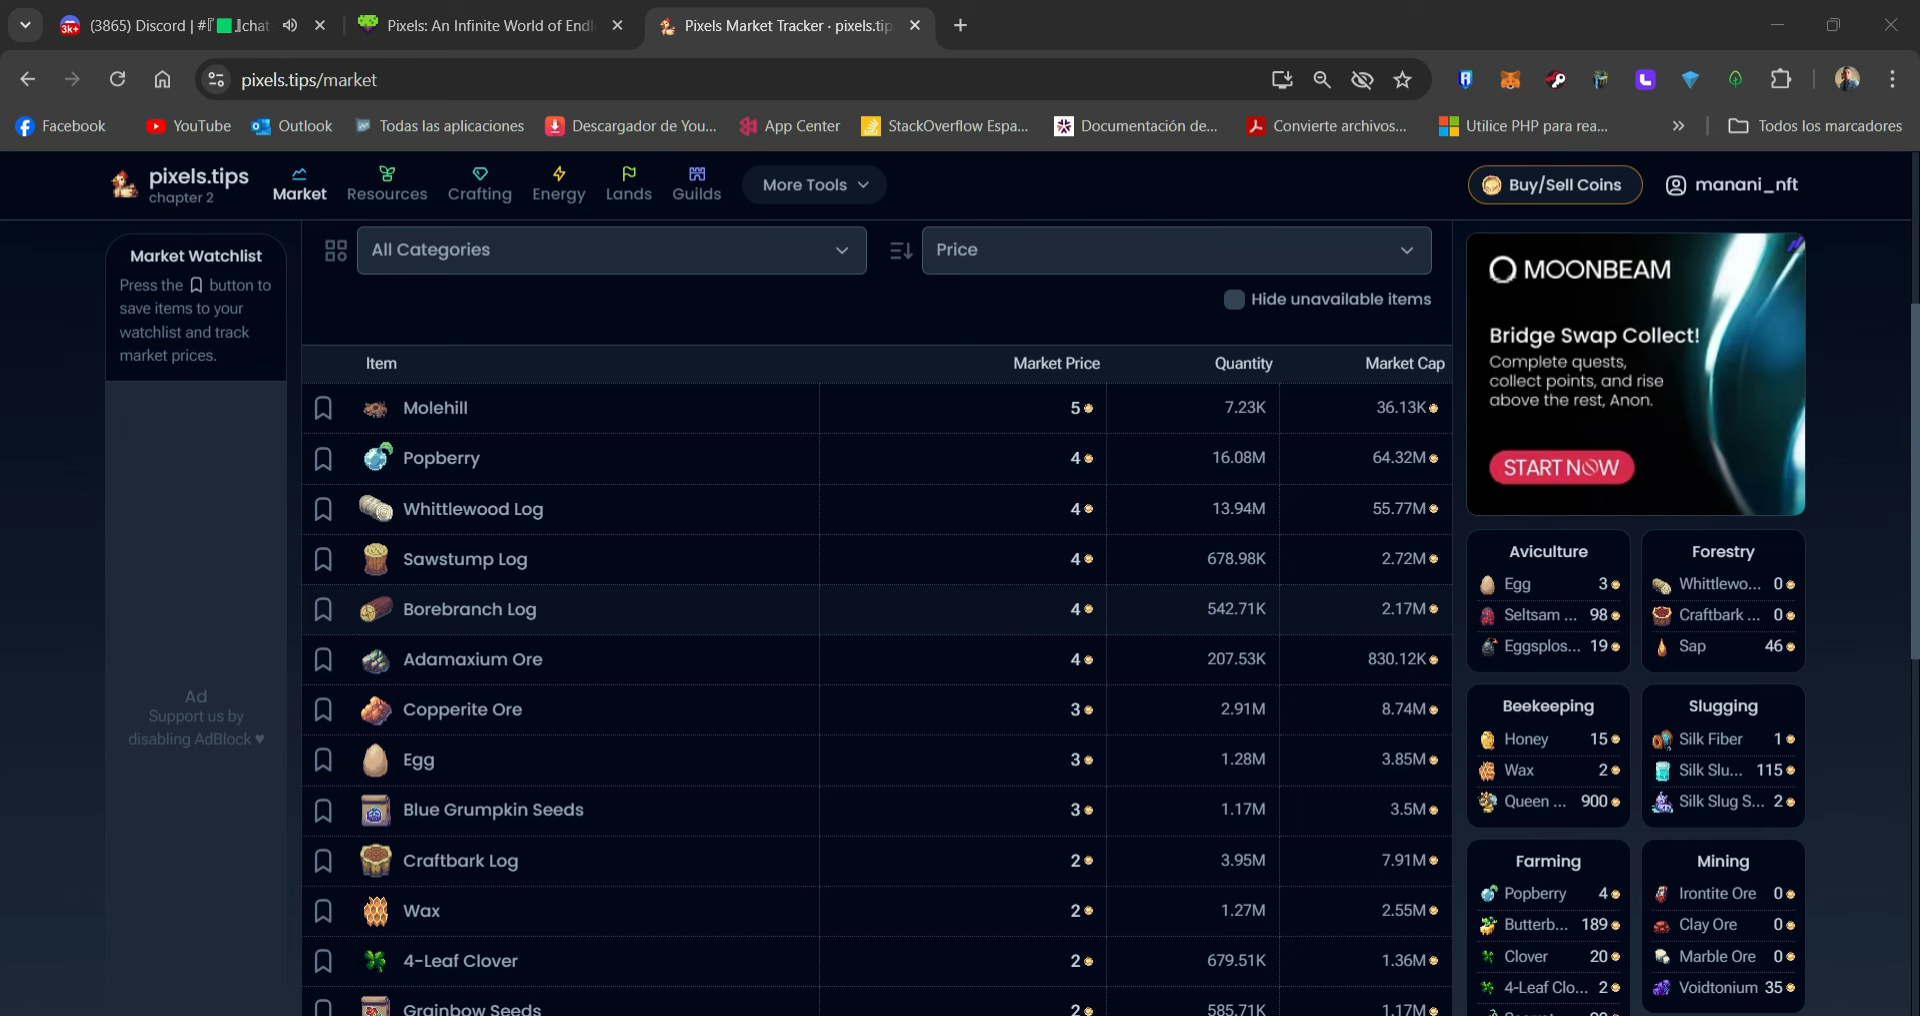 (3865) Discord | #『🟩』chat
Pixels: An Infinite World of Endl
Pixels Market Tracker · pixels.tip
3k+
pixels.tips/market
Facebook
YouTube
Outlook
Todas las aplicaciones
Descargador de You...
App Center
StackOverflow Espa...
Documentación de...
Convierte archivos...
Utilice PHP para rea...
»
Todos los marcadores
pixels.tips
chapter 2
Market
Resources
Crafting
Energy
Lands
Guilds
More Tools
Buy/Sell Coins
manani_nft
Market Watchlist
Press the button to
save items to your
watchlist and track
market prices.
Ad
Support us by
disabling AdBlock ♥
All Categories
Price
Hide unavailable items
Item Market Price Quantity Market Cap
Molehill 5 7.23K 36.13K
Popberry 4 16.08M 64.32M
Whittlewood Log 4 13.94M 55.77M
Sawstump Log 4 678.98K 2.72M
Borebranch Log 4 542.71K 2.17M
Adamaxium Ore 4 207.53K 830.12K
Copperite Ore 3 2.91M 8.74M
Egg 3 1.28M 3.85M
Blue Grumpkin Seeds 3 1.17M 3.5M
Craftbark Log 2 3.95M 7.91M
Wax 2 1.27M 2.55M
4-Leaf Clover 2 679.51K 1.36M
Grainbow Seeds 2 585.71K 1.17M
MOONBEAM
Bridge Swap Collect!
Complete quests,
collect points, and rise
above the rest, Anon.
START NOW
Aviculture
Egg 3
Seltsam ... 98
Eggsplos... 19
Forestry
Whittlewo... 0
Craftbark ... 0
Sap 46
Beekeeping
Honey 15
Wax 2
Queen ... 900
Slugging
Silk Fiber 1
Silk Slu... 115
Silk Slug S... 2
Farming
Popberry 4
Butterb... 189
Clover 20
4-Leaf Clo... 2
Mining
Irontite Ore 0
Clay Ore 0
Marble Ore 0
Voidtonium 35